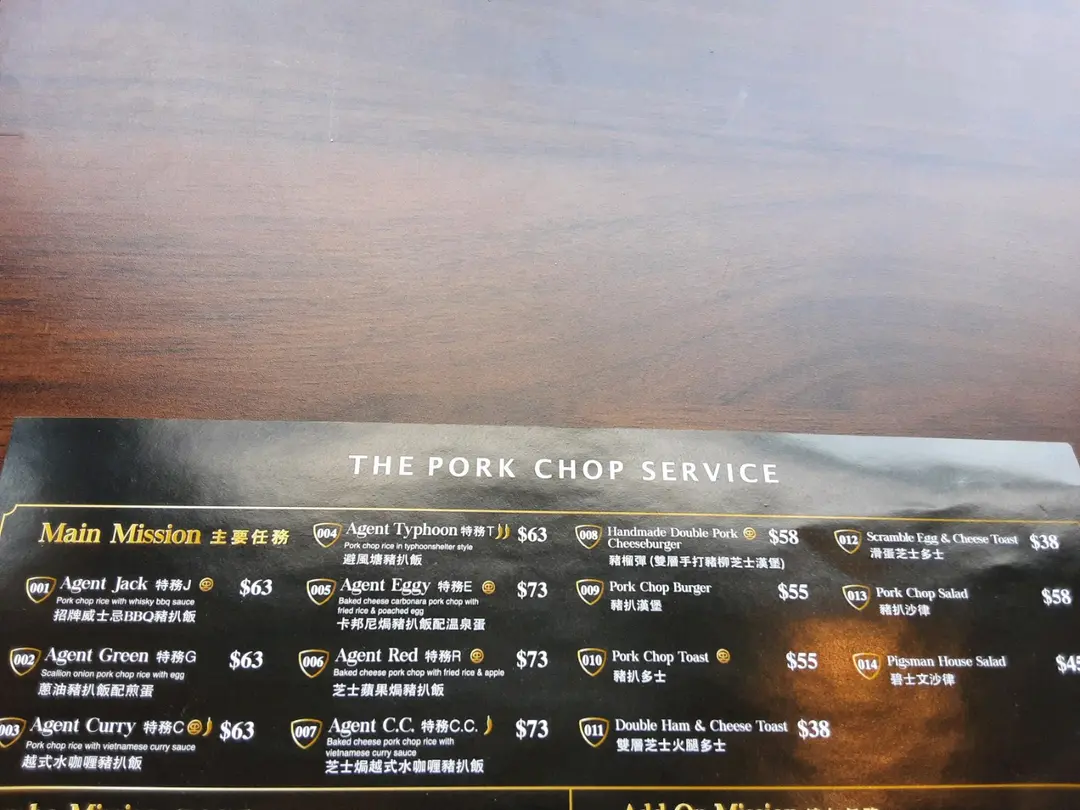 THE PORK CHOP SERVICE
Main Mission 主要任務
001 Agent Jack 特務J $63
Pork chop rice with whisky bbq sauce
招牌威士忌BBQ豬扒飯
002 Agent Green 特務G $63
Scallion onion pork chop rice with egg
蔥油豬扒飯配煎蛋
003 Agent Curry 特務C $63
Pork chop rice with vietnamese curry sauce
越式水咖喱豬扒飯
004 Agent Typhoon 特務T $63
Pork chop rice in typhoonshelter style
避風塘豬扒飯
005 Agent Eggy 特務E $73
Baked cheese carbonara pork chop with
fried rice & poached egg
卡邦尼焗豬扒飯配溫泉蛋
006 Agent Red 特務R $73
Baked cheese pork chop with fried rice & apple
芝士蘋果焗豬扒飯
007 Agent C.C. 特務C.C. $73
Baked cheese pork chop rice with
vietnamese curry sauce
芝士焗越式水咖喱豬扒飯
008 Handmade Double Pork $58
Cheeseburger
豬榴彈 (雙層手打豬柳芝士漢堡)
009 Pork Chop Burger $55
豬扒漢堡
010 Pork Chop Toast $55
豬扒多士
011 Double Ham & Cheese Toast $38
雙層芝士火腿多士
012 Scramble Egg & Cheese Toast $38
滑蛋芝士多士
013 Pork Chop Salad $58
豬扒沙律
014 Pigsman House Salad $45
碧士文沙律